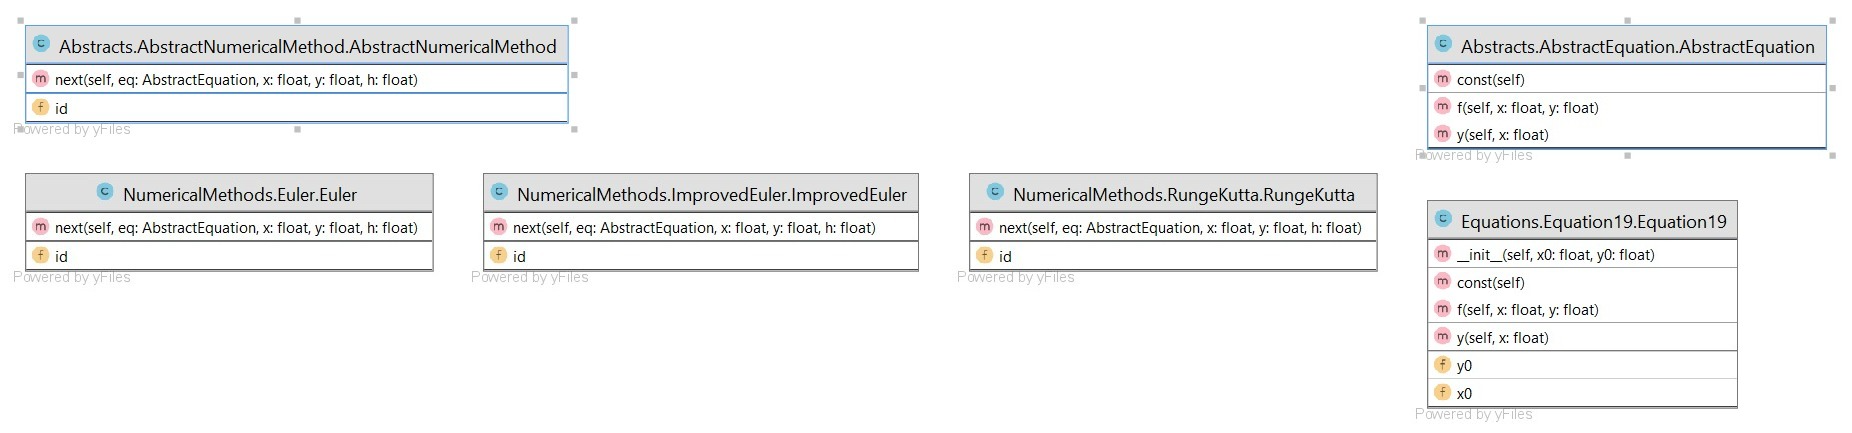 Abstracts.AbstractNumericalMethod.AbstractNumericalMethod
next(self, eq: AbstractEquation, x: float, y: float, h: float)
id
Powered by yFiles
Abstracts.AbstractEquation.AbstractEquation
const(self)
f(self, x: float, y: float)
y(self, x: float)
Powered by yFiles
NumericalMethods.Euler.Euler
next(self, eq: AbstractEquation, x: float, y: float, h: float)
id
Powered by yFiles
NumericalMethods.ImprovedEuler.ImprovedEuler
next(self, eq: AbstractEquation, x: float, y: float, h: float)
id
Powered by yFiles
NumericalMethods.RungeKutta.RungeKutta
next(self, eq: AbstractEquation, x: float, y: float, h: float)
id
Powered by yFiles
Equations.Equation19.Equation19
__init__(self, x0: float, y0: float)
const(self)
f(self, x: float, y: float)
y(self, x: float)
y0
x0
Powered by yFiles